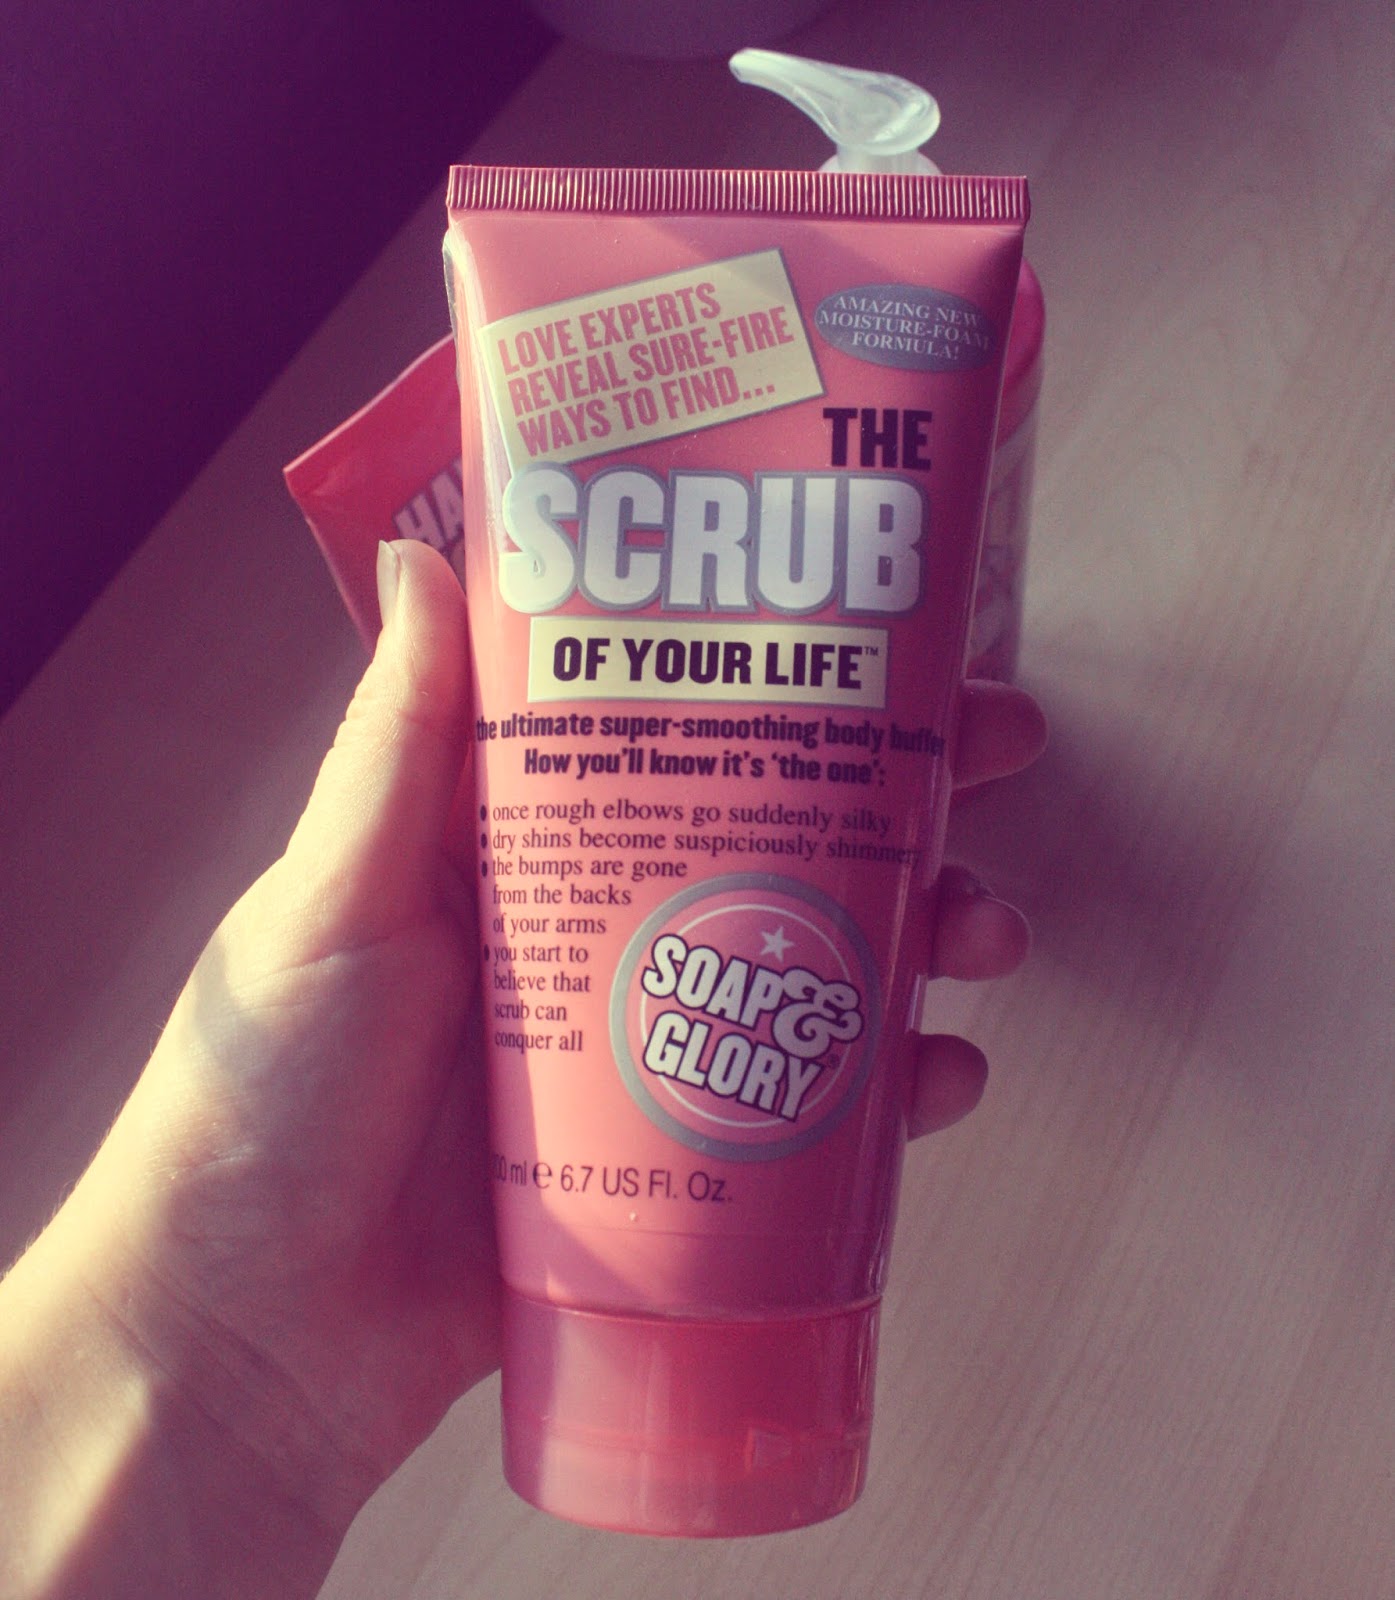 LOVE EXPERTS
REVEAL SURE-FIRE
WAYS TO FIND...
AMAZING NEW
MOISTURE-FOAM
FORMULA!
THE
SCRUB
OF YOUR LIFE™
the ultimate super-smoothing body buffer
How you'll know it's 'the one':
• once rough elbows go suddenly silky
• dry shins become suspiciously shimmery
• the bumps are gone
from the backs
of your arms
• you start to
believe that
scrub can
conquer all
SOAP &
GLORY®
ml e 6.7 US Fl. Oz.